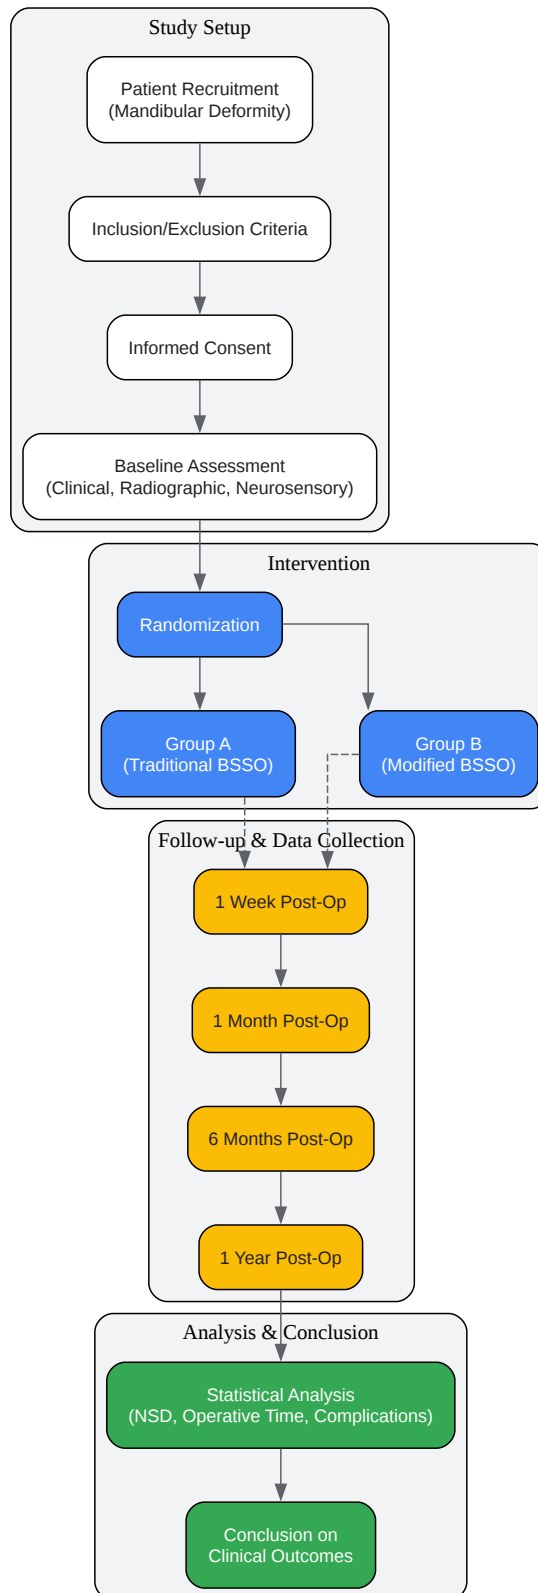 Study Setup
Patient Recruitment
(Mandibular Deformity)
Inclusion/Exclusion Criteria
Informed Consent
Baseline Assessment
(Clinical, Radiographic, Neurosensory)
Intervention
Randomization
Group A
(Traditional BSSO)
Group B
(Modified BSSO)
Follow-up & Data Collection
1 Week Post-Op
1 Month Post-Op
6 Months Post-Op
1 Year Post-Op
Analysis & Conclusion
Statistical Analysis
(NSD, Operative Time, Complications)
Conclusion on
Clinical Outcomes